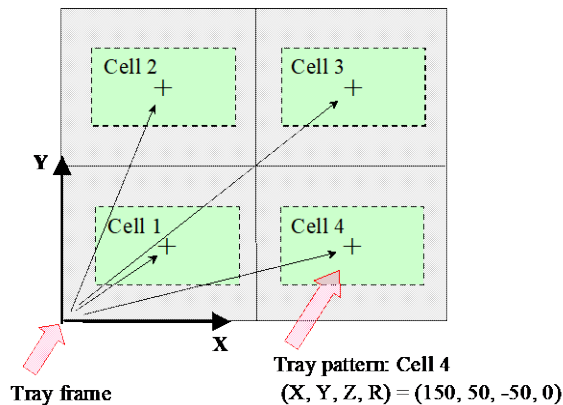 Cell 2
Cell 3
Y
Cell 1
Cell 4
X
Tray pattern: Cell 4
(X, Y, Z, R) = (150, 50, -50, 0)
Tray frame